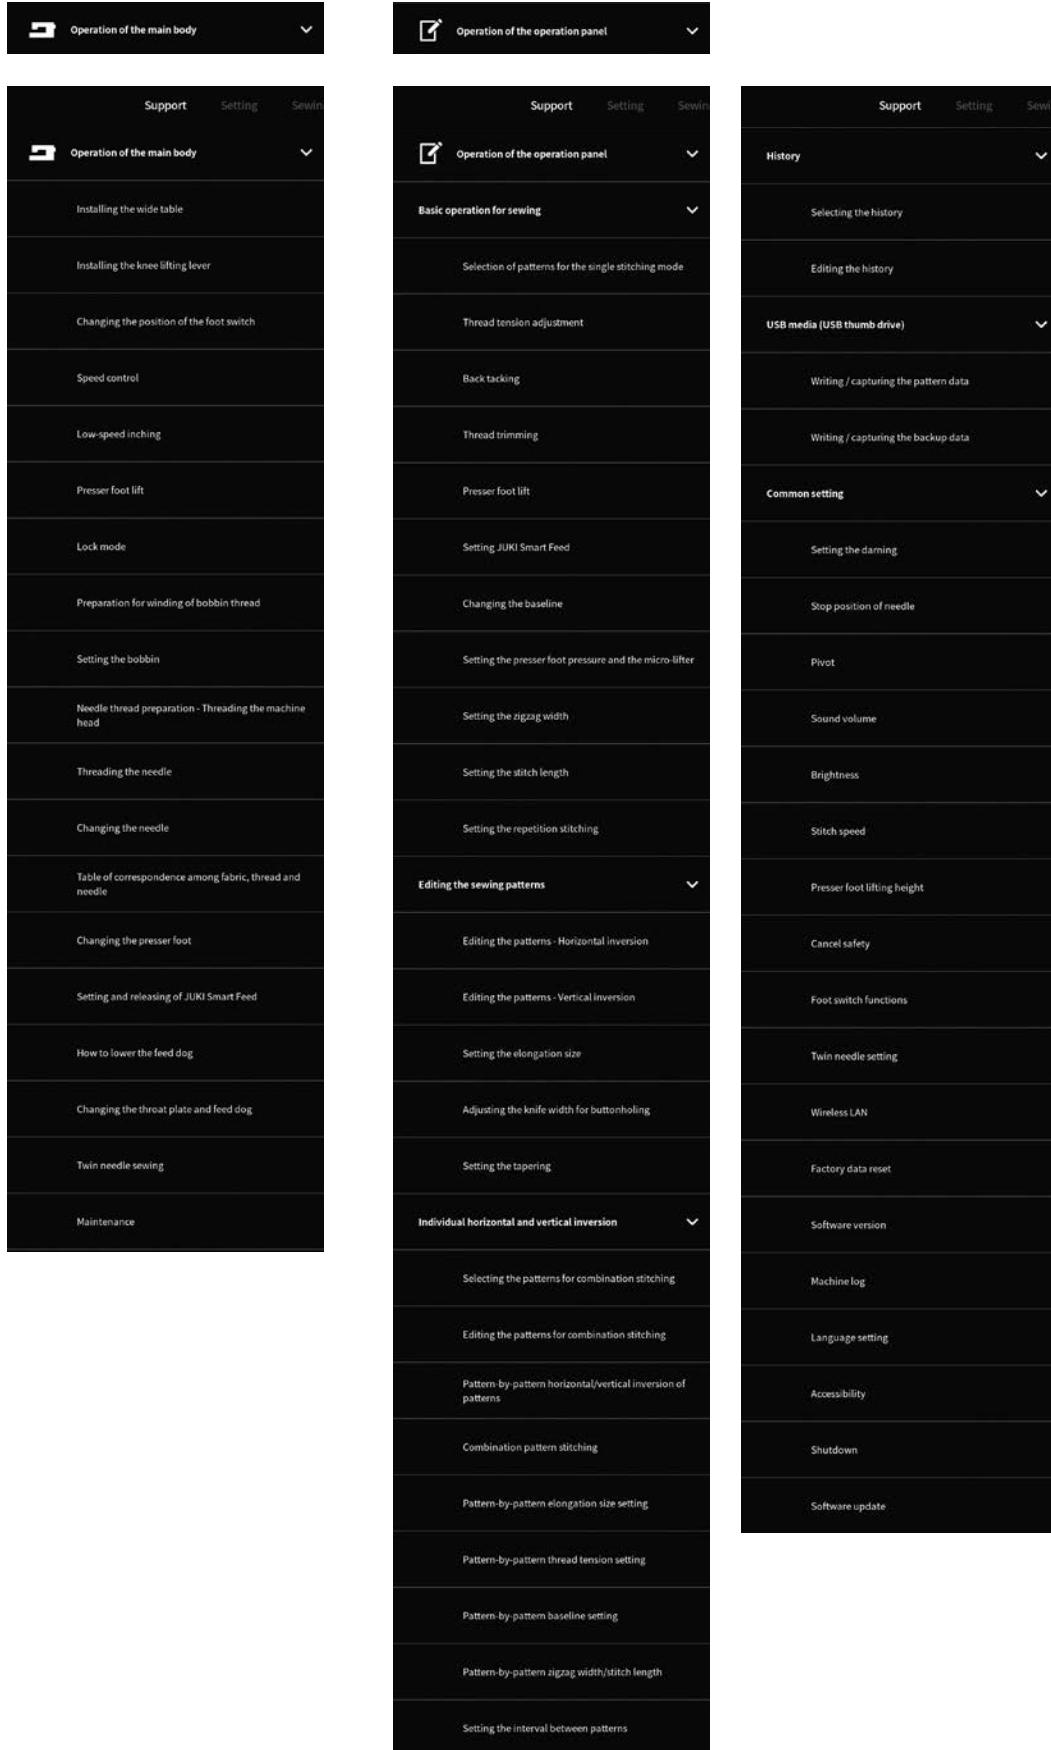 Operation of the main body
Support Setting Sewin
Operation of the main body
Installing the wide table
Installing the knee lifting lever
Changing the position of the foot switch
Speed control
Low-speed inching
Presser foot lift
Lock mode
Preparation for winding of bobbin thread
Setting the bobbin
Needle thread preparation - Threading the machine
head
Threading the needle
Changing the needle
Table of correspondence among fabric, thread and
needle
Changing the presser foot
Setting and releasing of JUKI Smart Feed
How to lower the feed dog
Changing the throat plate and feed dog
Twin needle sewing
Maintenance
Operation of the operation panel
Support Setting Sewin
Operation of the operation panel
Basic operation for sewing
Selection of patterns for the single stitching mode
Thread tension adjustment
Back tacking
Thread trimming
Presser foot lift
Setting JUKI Smart Feed
Changing the baseline
Setting the presser foot pressure and the micro-lifter
Setting the zigzag width
Setting the stitch length
Setting the repetition stitching
Editing the sewing patterns
Editing the patterns - Horizontal inversion
Editing the patterns - Vertical inversion
Setting the elongation size
Adjusting the knife width for buttonholing
Setting the tapering
Individual horizontal and vertical inversion
Selecting the patterns for combination stitching
Editing the patterns for combination stitching
Pattern-by-pattern horizontal/vertical inversion of
patterns
Combination pattern stitching
Pattern-by-pattern elongation size setting
Pattern-by-pattern thread tension setting
Pattern-by-pattern baseline setting
Pattern-by-pattern zigzag width/stitch length
Setting the interval between patterns
Support Setting Sewi
History
Selecting the history
Editing the history
USB media (USB thumb drive)
Writing / capturing the pattern data
Writing / capturing the backup data
Common setting
Setting the darning
Stop position of needle
Pivot
Sound volume
Brightness
Stitch speed
Presser foot lifting height
Cancel safety
Foot switch functions
Twin needle setting
Wireless LAN
Factory data reset
Software version
Machine log
Language setting
Accessibility
Shutdown
Software update